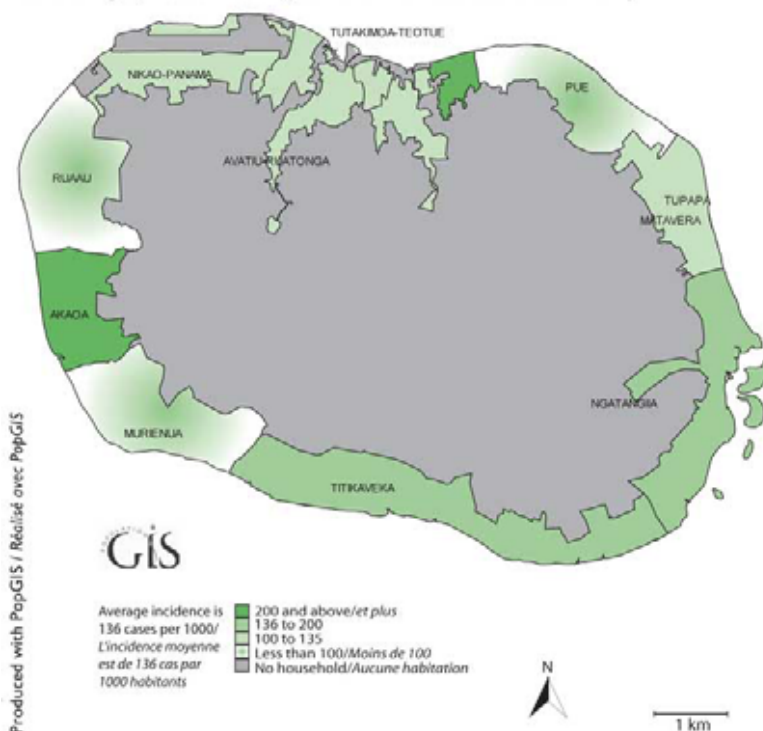 TUTAKIMOA-TEOTUE
NIKAO-PANAMA
PUE
AVATIU-RUATONGA
RUAAU
TUPAPA
MATAVERA
AKAOA
NGATANGIIA
MURIENUA
TITIKAVEKA
Produced with PopGIS / Réalisé avec PopGIS
GiS
Average incidence is
136 cases per 1000/
L'incidence moyenne
est de 136 cas par
1000 habitants
200 and above/et plus
136 to 200
100 to 135
Less than 100/Moins de 100
No household/Aucune habitation
N
1 km